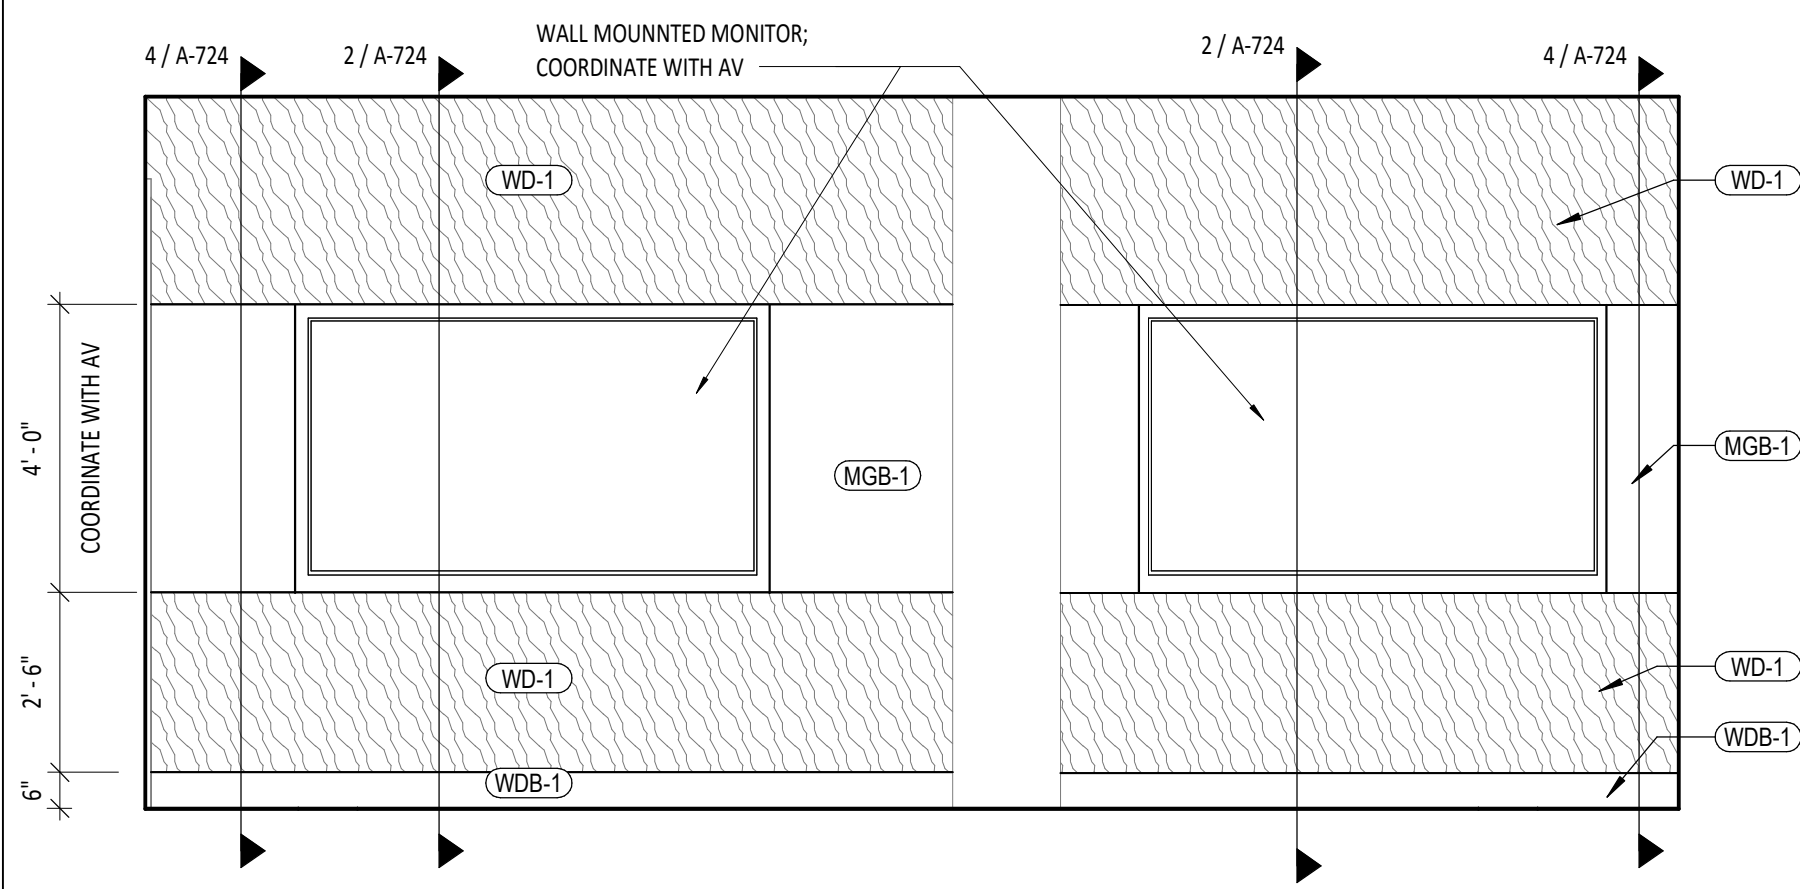 WALL MOUNNTED MONITOR;
COORDINATE WITH AV
4 / A-724
2 / A-724
2 / A-724
4 / A-724
WD-1
WD-1
4' - 0"
COORDINATE WITH AV
MGB-1
MGB-1
2' - 6"
WD-1
WD-1
WDB-1
6"
WDB-1